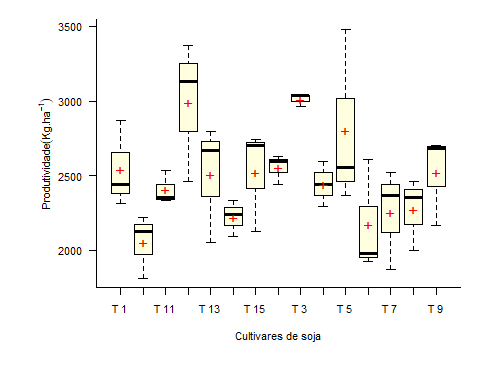 3500
3000
2500
2000
Produtividade(Kg.ha⁻¹)
T 1 T 11 T 13 T 15 T 3 T 5 T 7 T 9
Cultivares de soja